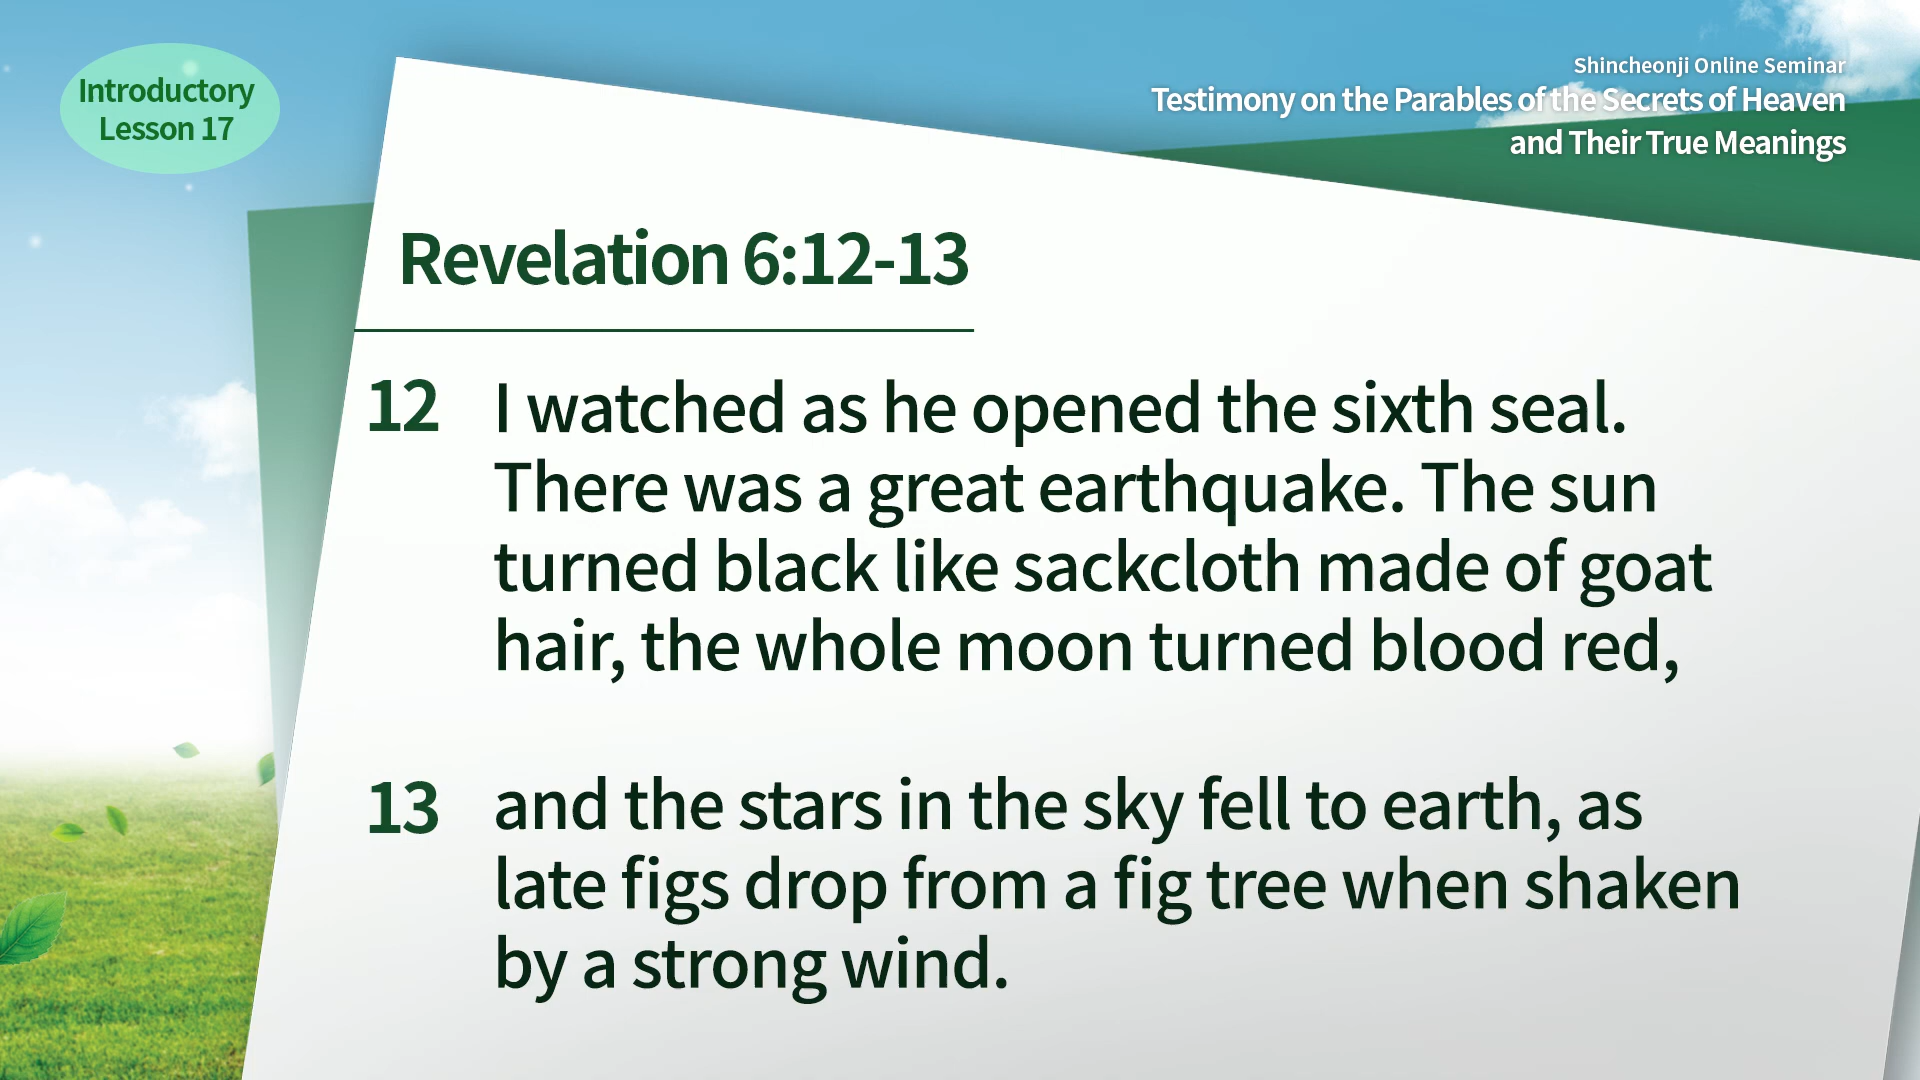 Introductory
Lesson 17
Shincheonji Online Seminar
Testimony on the Parables of the Secrets of Heaven
and Their True Meanings
Revelation 6:12-13
12 I watched as he opened the sixth seal.
There was a great earthquake. The sun
turned black like sackcloth made of goat
hair, the whole moon turned blood red,
13 and the stars in the sky fell to earth, as
late figs drop from a fig tree when shaken
by a strong wind.